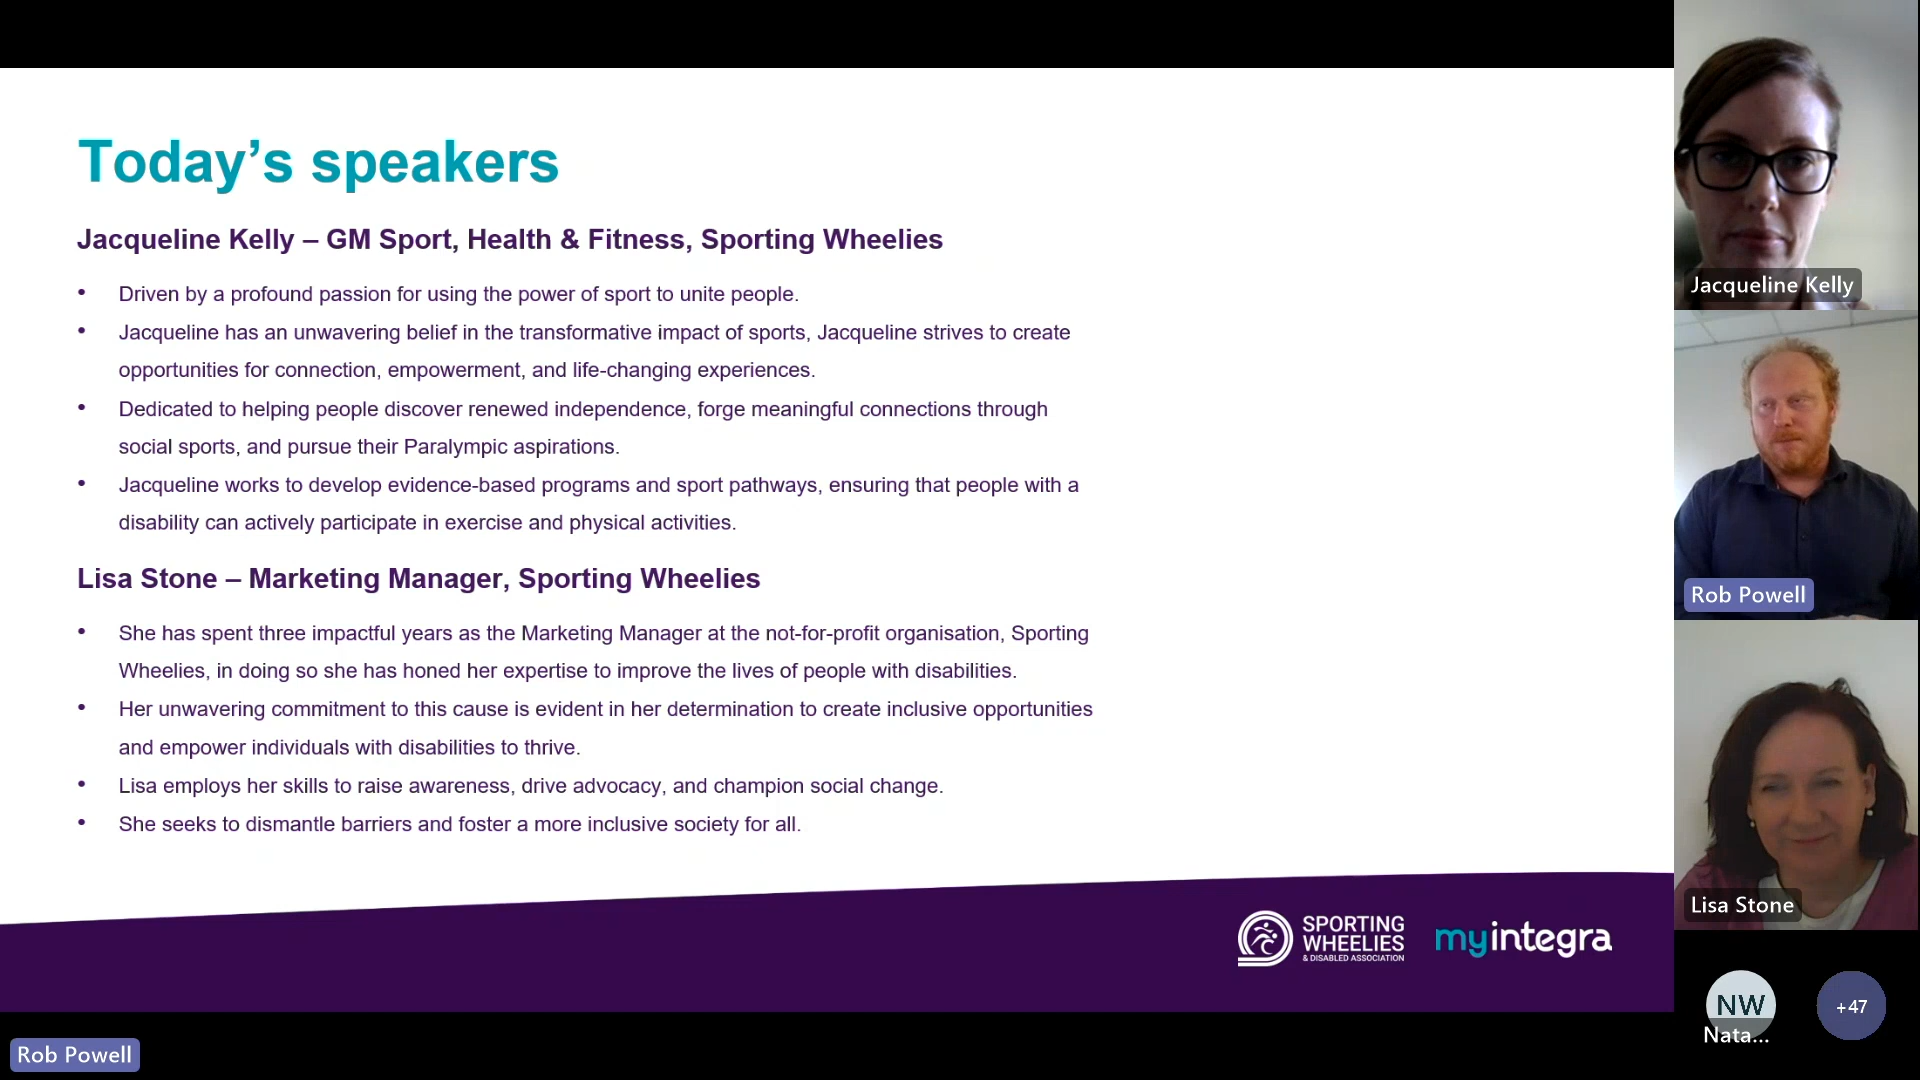 Today's speakers
Jacqueline Kelly – GM Sport, Health & Fitness, Sporting Wheelies
• Driven by a profound passion for using the power of sport to unite people.
• Jacqueline has an unwavering belief in the transformative impact of sports, Jacqueline strives to create
opportunities for connection, empowerment, and life-changing experiences.
• Dedicated to helping people discover renewed independence, forge meaningful connections through
social sports, and pursue their Paralympic aspirations.
• Jacqueline works to develop evidence-based programs and sport pathways, ensuring that people with a
disability can actively participate in exercise and physical activities.
Lisa Stone – Marketing Manager, Sporting Wheelies
• She has spent three impactful years as the Marketing Manager at the not-for-profit organisation, Sporting
Wheelies, in doing so she has honed her expertise to improve the lives of people with disabilities.
• Her unwavering commitment to this cause is evident in her determination to create inclusive opportunities
and empower individuals with disabilities to thrive.
• Lisa employs her skills to raise awareness, drive advocacy, and champion social change.
• She seeks to dismantle barriers and foster a more inclusive society for all.
SPORTING
WHEELIES
& DISABLED ASSOCIATION
myintegra
Rob Powell
Jacqueline Kelly
Rob Powell
Lisa Stone
NW
Nata...
+47